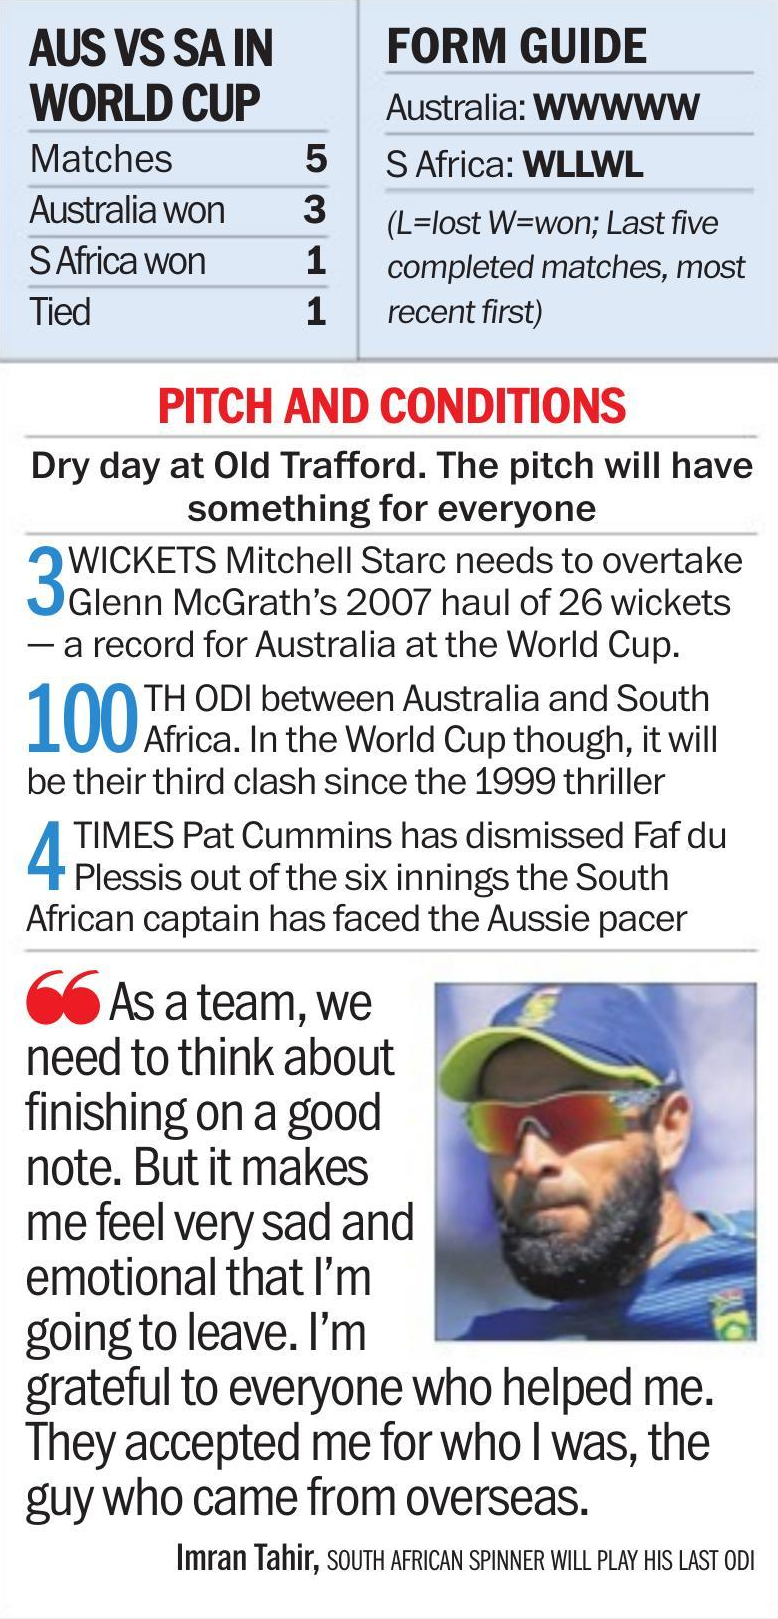 AUS VS SA IN
WORLD CUP
Matches 5
Australia won 3
S Africa won 1
Tied 1
FORM GUIDE
Australia: WWWWW
S Africa: WLLWL
(L=lost W=won; Last five
completed matches, most
recent first)
PITCH AND CONDITIONS
Dry day at Old Trafford. The pitch will have
something for everyone
3 WICKETS Mitchell Starc needs to overtake
Glenn McGrath’s 2007 haul of 26 wickets
— a record for Australia at the World Cup.
100 TH ODI between Australia and South
Africa. In the World Cup though, it will
be their third clash since the 1999 thriller
4 TIMES Pat Cummins has dismissed Faf du
Plessis out of the six innings the South
African captain has faced the Aussie pacer
“ As a team, we
need to think about
finishing on a good
note. But it makes
me feel very sad and
emotional that I’m
going to leave. I’m
grateful to everyone who helped me.
They accepted me for who I was, the
guy who came from overseas.
Imran Tahir, SOUTH AFRICAN SPINNER WILL PLAY HIS LAST ODI